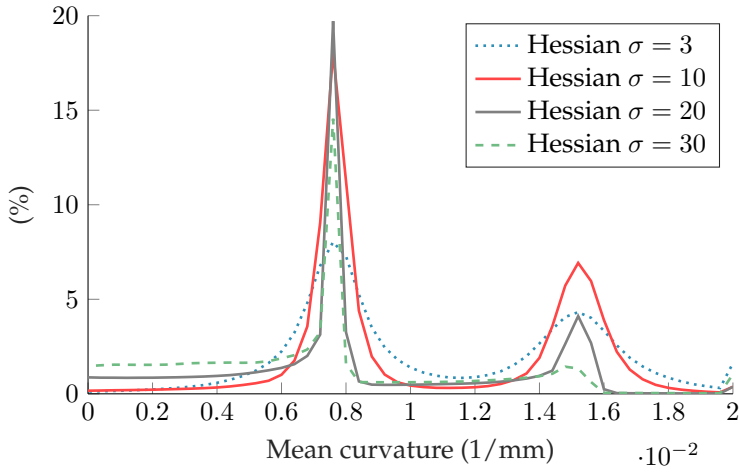 20
15
10
5
0
(%)
Hessian σ = 3
Hessian σ = 10
Hessian σ = 20
Hessian σ = 30
0 0.2 0.4 0.6 0.8 1 1.2 1.4 1.6 1.8 2
Mean curvature (1/mm)
·10⁻²